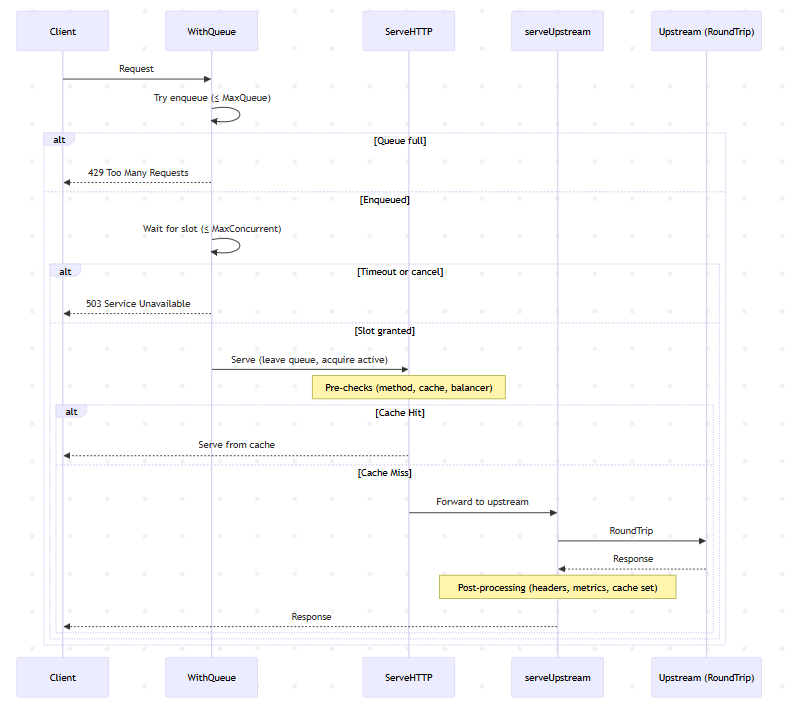 Client
WithQueue
ServeHTTP
serveUpstream
Upstream (RoundTrip)
Request
Try enqueue (≤ MaxQueue)
alt
[Queue full]
429 Too Many Requests
[Enqueued]
Wait for slot (≤ MaxConcurrent)
alt
[Timeout or cancel]
503 Service Unavailable
[Slot granted]
Serve (leave queue, acquire active)
Pre-checks (method, cache, balancer)
alt
[Cache Hit]
Serve from cache
[Cache Miss]
Forward to upstream
RoundTrip
Response
Post-processing (headers, metrics, cache set)
Response
Client
WithQueue
ServeHTTP
serveUpstream
Upstream (RoundTrip)